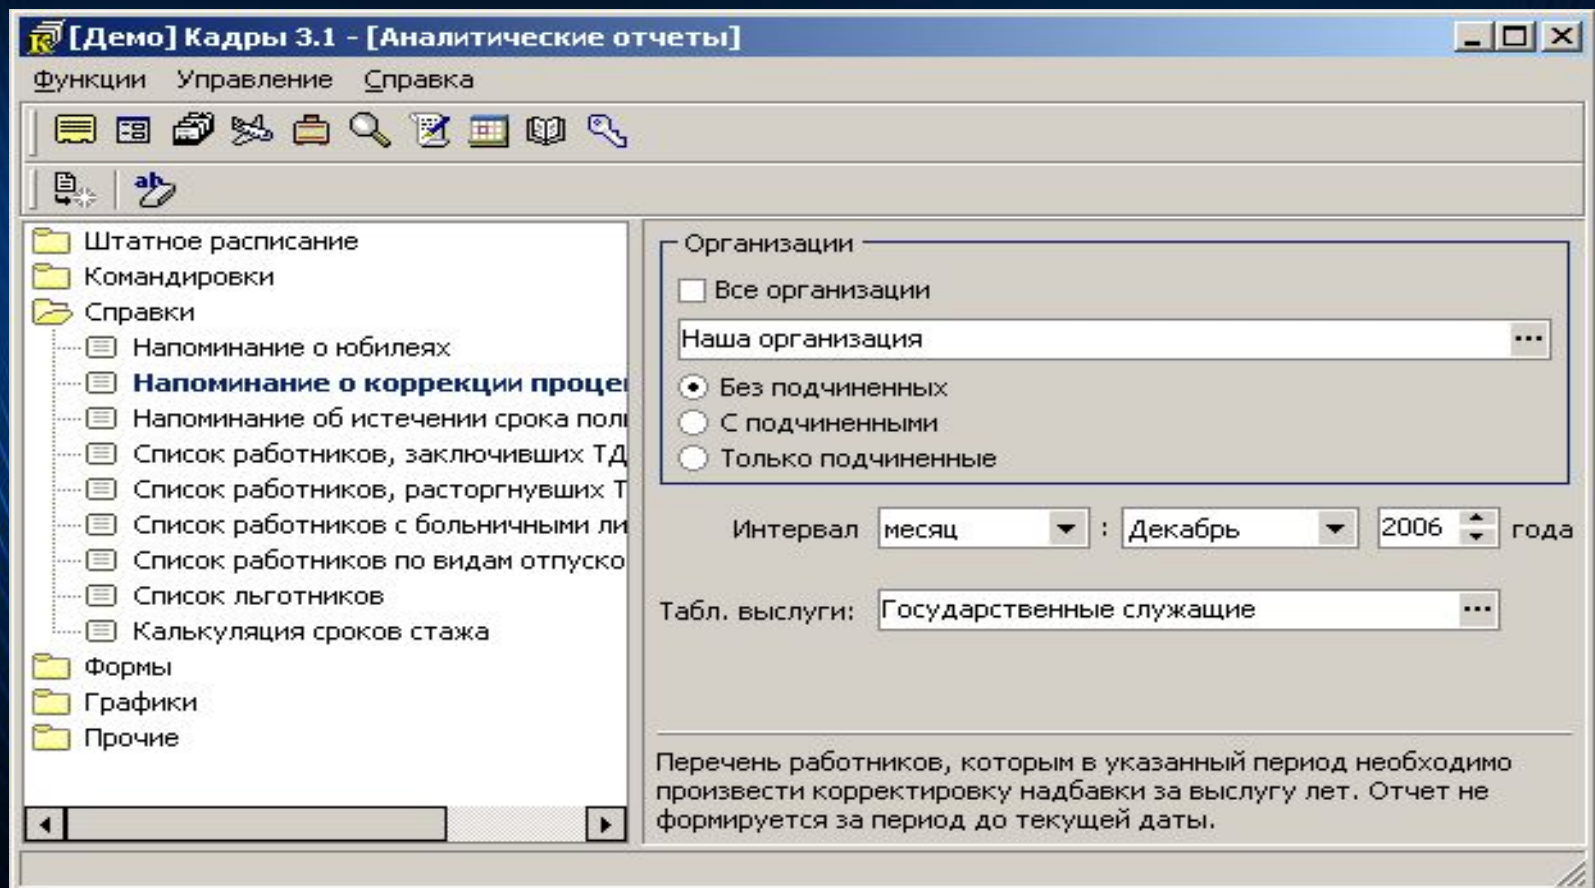 [Демо] Кадры 3.1 - [Аналитические отчеты]
Функции Управление Справка
ab
Штатное расписание
Командировки
Справки
Напоминание о юбилеях
Напоминание о коррекции проце
Напоминание об истечении срока пол
Список работников, заключивших ТД
Список работников, расторгнувших Т
Список работников с больничными ли
Список работников по видам отпуско
Список льготников
Калькуляция сроков стажа
Формы
Графики
Прочие
Организации
Все организации
Наша организация ...
Без подчиненных
С подчиненными
Только подчиненные
Интервал месяц : Декабрь 2006 года
Табл. выслуги: Государственные служащие ...
Перечень работников, которым в указанный период необходимо
произвести корректировку надбавки за выслугу лет. Отчет не
формируется за период до текущей даты.